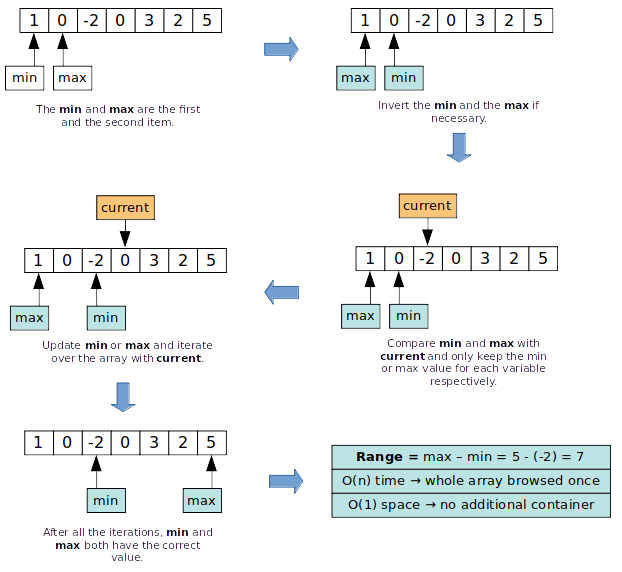 1 0 -2 0 3 2 5
min max
The min and max are the first
and the second item.
1 0 -2 0 3 2 5
max min
Invert the min and the max if
necessary.
current
1 0 -2 0 3 2 5
max min
Compare min and max with
current and only keep the min
or max value for each variable
respectively.
current
1 0 -2 0 3 2 5
max min
Update min or max and iterate
over the array with current.
1 0 -2 0 3 2 5
min max
After all the iterations, min and
max both have the correct
value.
Range = max – min = 5 - (-2) = 7
O(n) time → whole array browsed once
O(1) space → no additional container